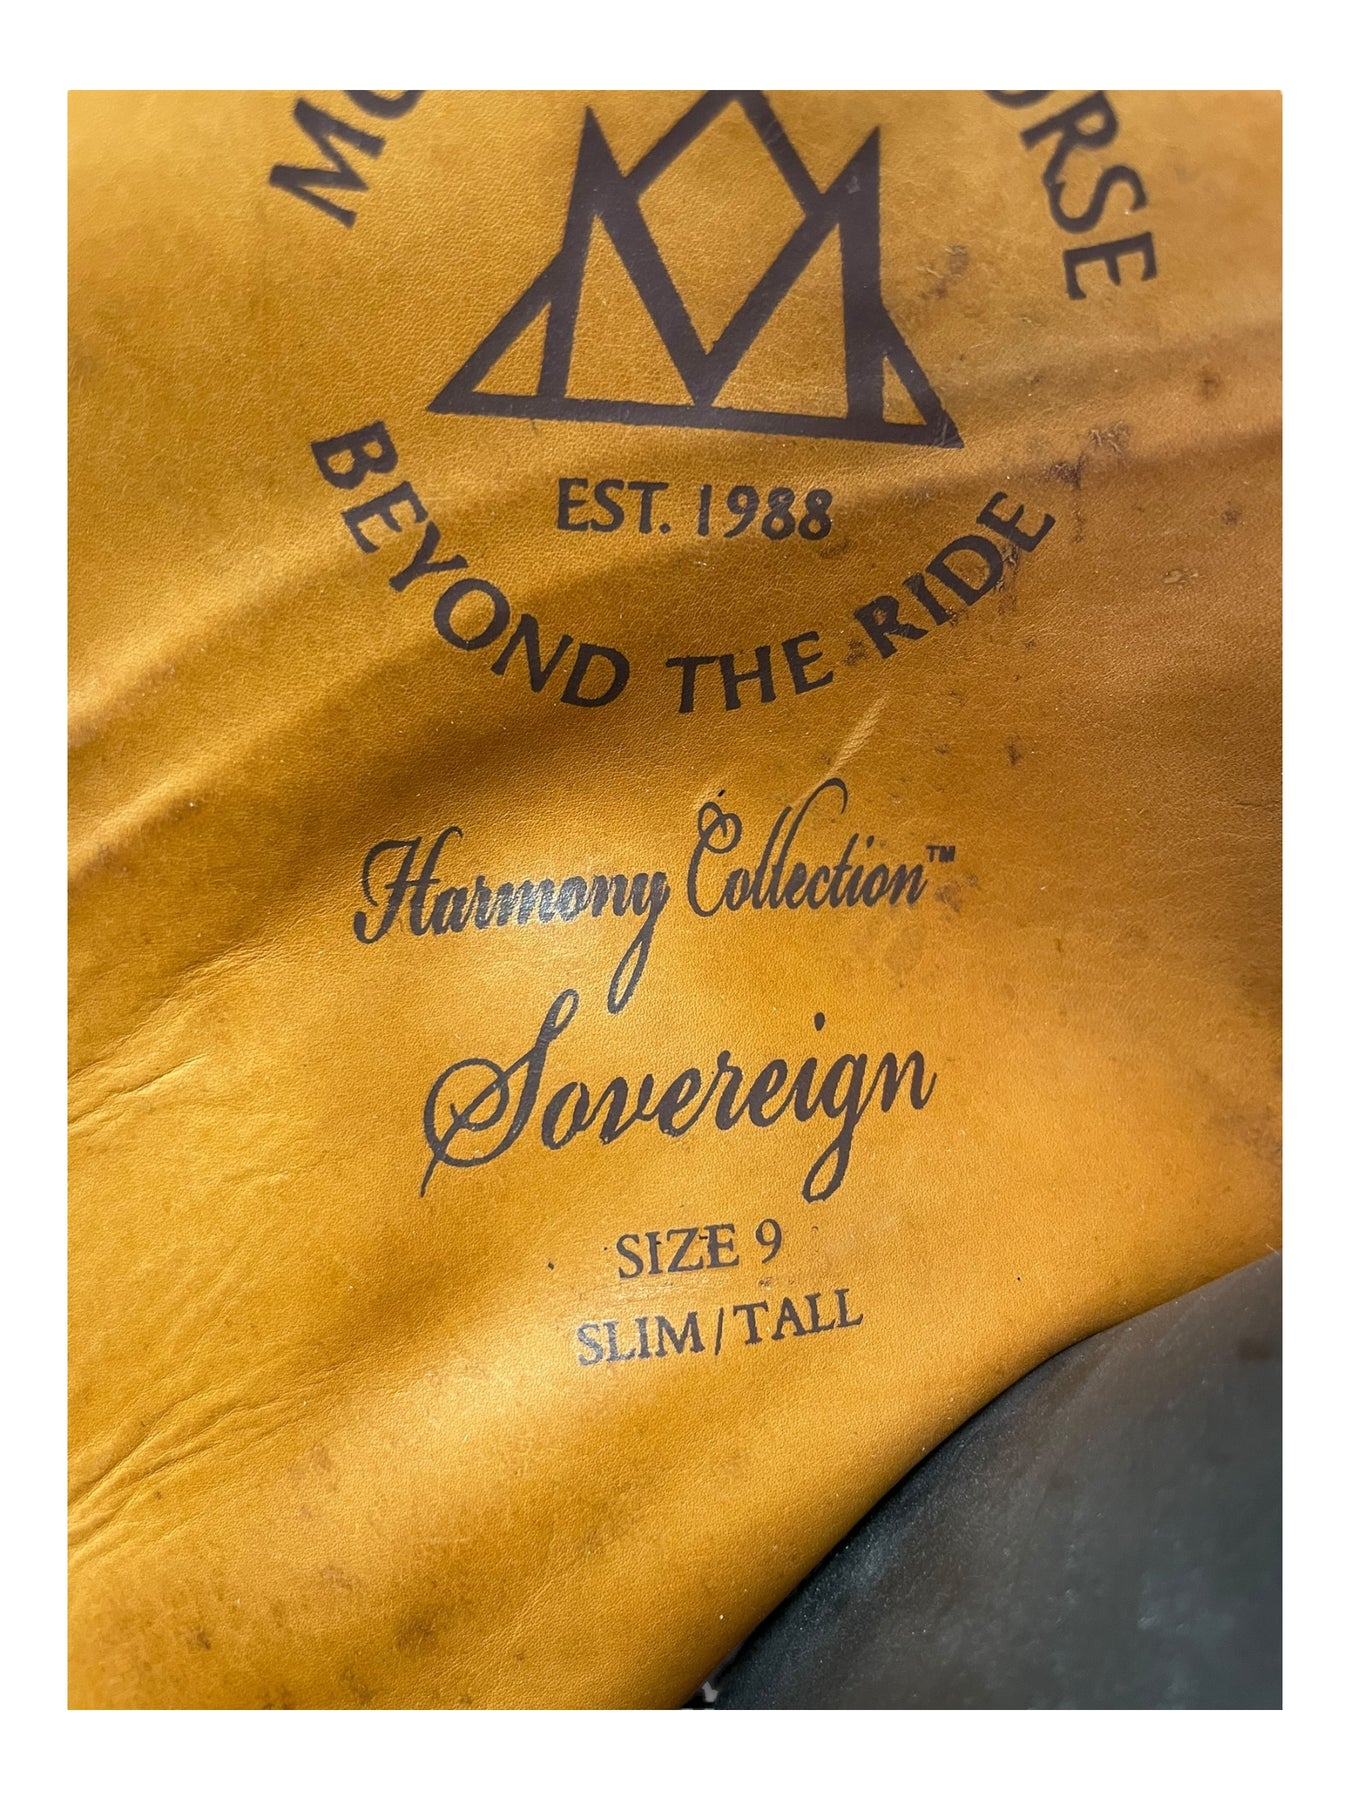 BEYOND THE RIDE
EST. 1988
Harmony Collection™
Sovereign
SIZE 9
SLIM/TALL